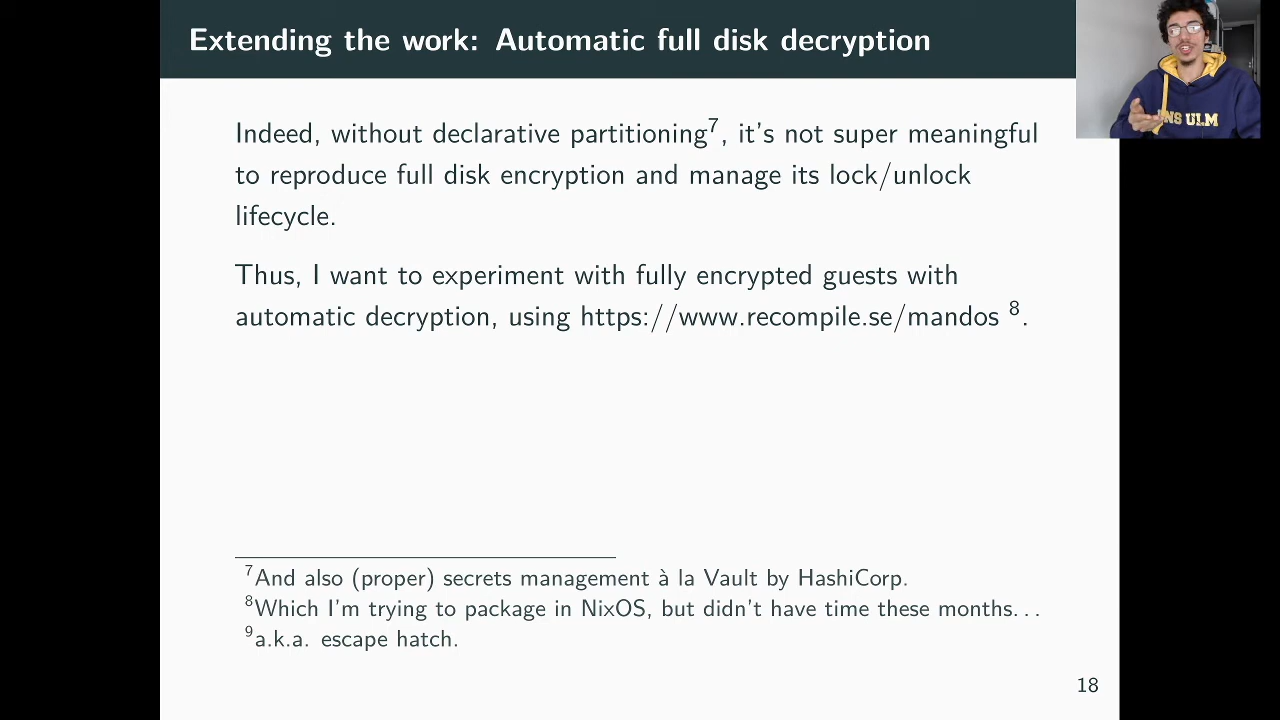 Extending the work: Automatic full disk decryption
Indeed, without declarative partitioning⁷, it's not super meaningful
to reproduce full disk encryption and manage its lock/unlock
lifecycle.
Thus, I want to experiment with fully encrypted guests with
automatic decryption, using https://www.recompile.se/mandos ⁸.
⁷And also (proper) secrets management à la Vault by HashiCorp.
⁸Which I'm trying to package in NixOS, but didn't have time these months...
⁹a.k.a. escape hatch.
18
ULM